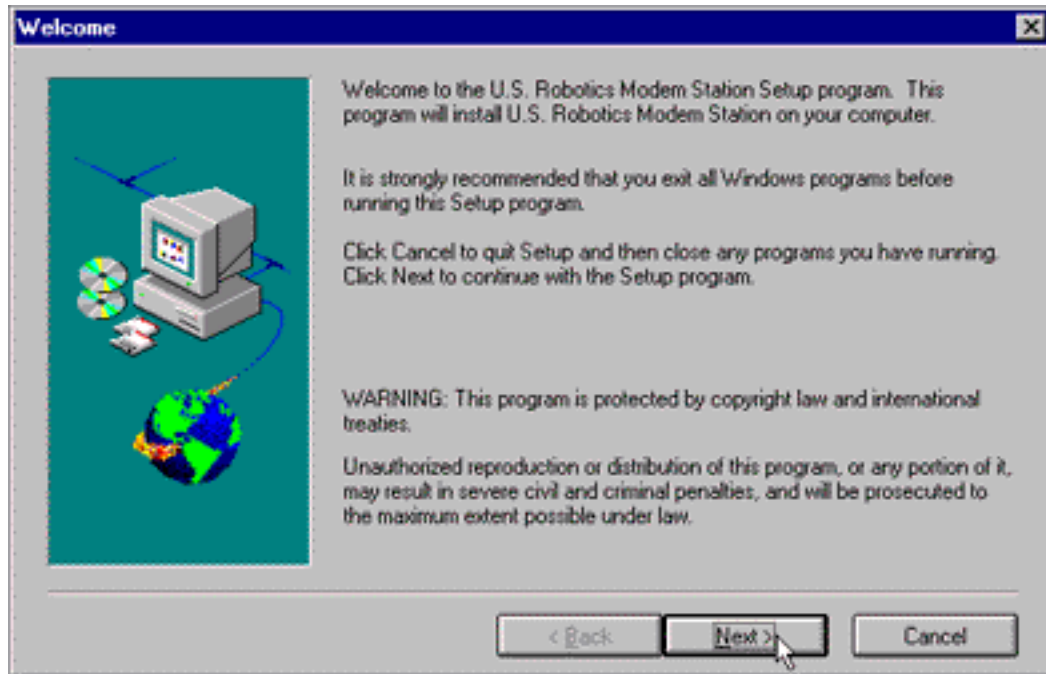 Welcome
Welcome to the U.S. Robotics Modem Station Setup program. This
program will install U.S. Robotics Modem Station on your computer.
It is strongly recommended that you exit all Windows programs before
running this Setup program.
Click Cancel to quit Setup and then close any programs you have running.
Click Next to continue with the Setup program.
WARNING: This program is protected by copyright law and international
treaties.
Unauthorized reproduction or distribution of this program, or any portion of it,
may result in severe civil and criminal penalties, and will be prosecuted to
the maximum extent possible under law.
< Back Next > Cancel